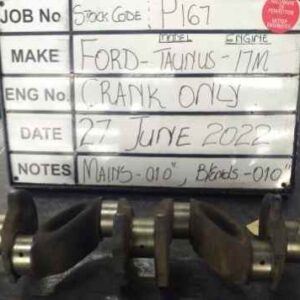 JOB No STOCK CODE P167
MODEL ENGINE
MAKE FORD - TAUNUS - 17M
ENG No. CRANK ONLY
DATE 27 JUNE 2022
NOTES MAINS -010", B/ENDS -010"